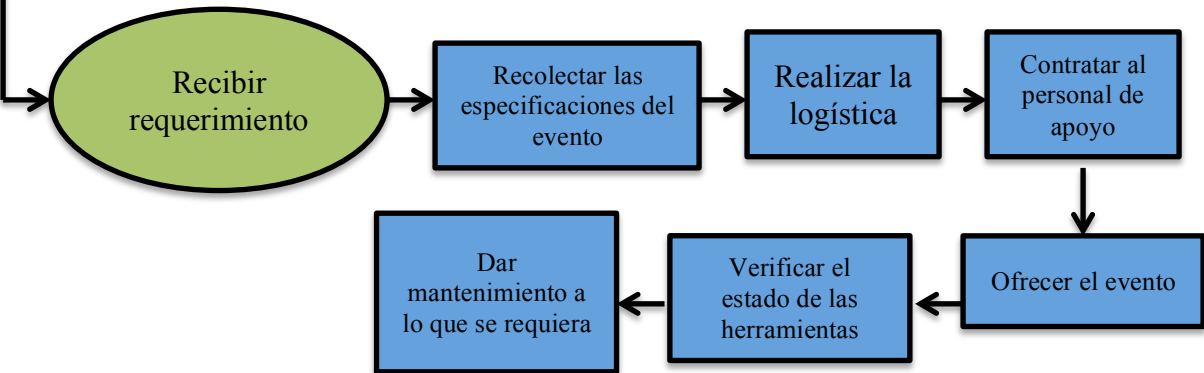 Recibir
requerimiento
Recolectar las
especificaciones del
evento
Realizar la
logística
Contratar al
personal de
apoyo
Ofrecer el evento
Verificar el
estado de las
herramientas
Dar
mantenimiento a
lo que se requiera